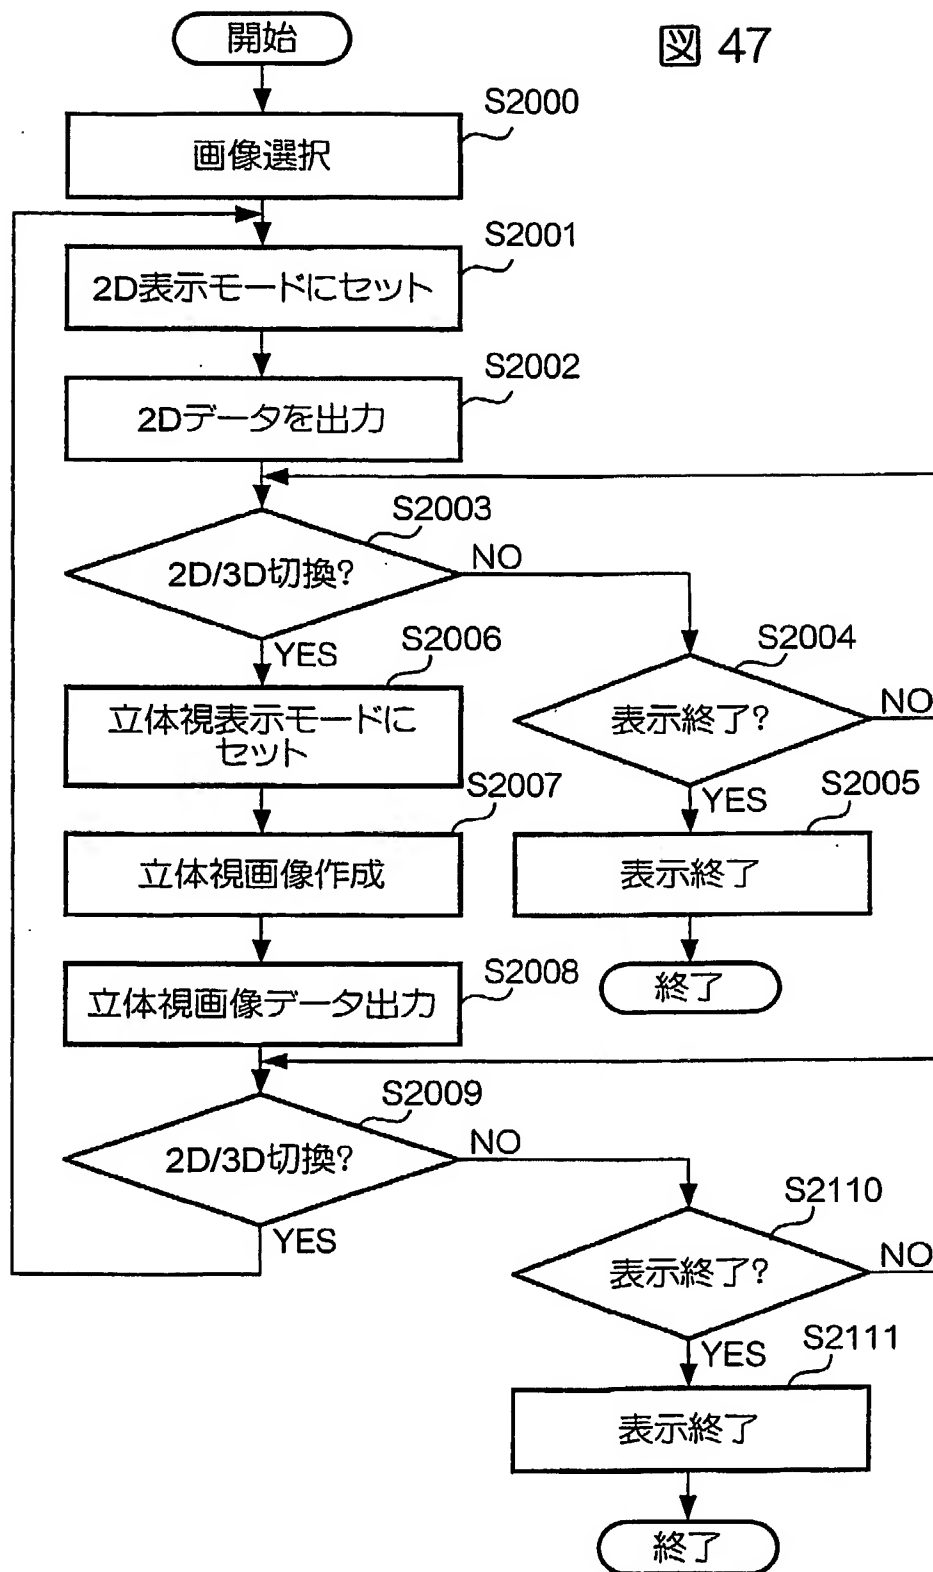 図 47
開始
S2000
画像選択
S2001
2D表示モードにセット
S2002
2Dデータを出力
S2003
2D/3D切換?
NO
YES
S2004
表示終了?
NO
YES
S2005
表示終了
終了
S2006
立体視表示モードに
セット
S2007
立体視画像作成
S2008
立体視画像データ出力
S2009
2D/3D切換?
NO
YES
S2110
表示終了?
NO
YES
S2111
表示終了
終了